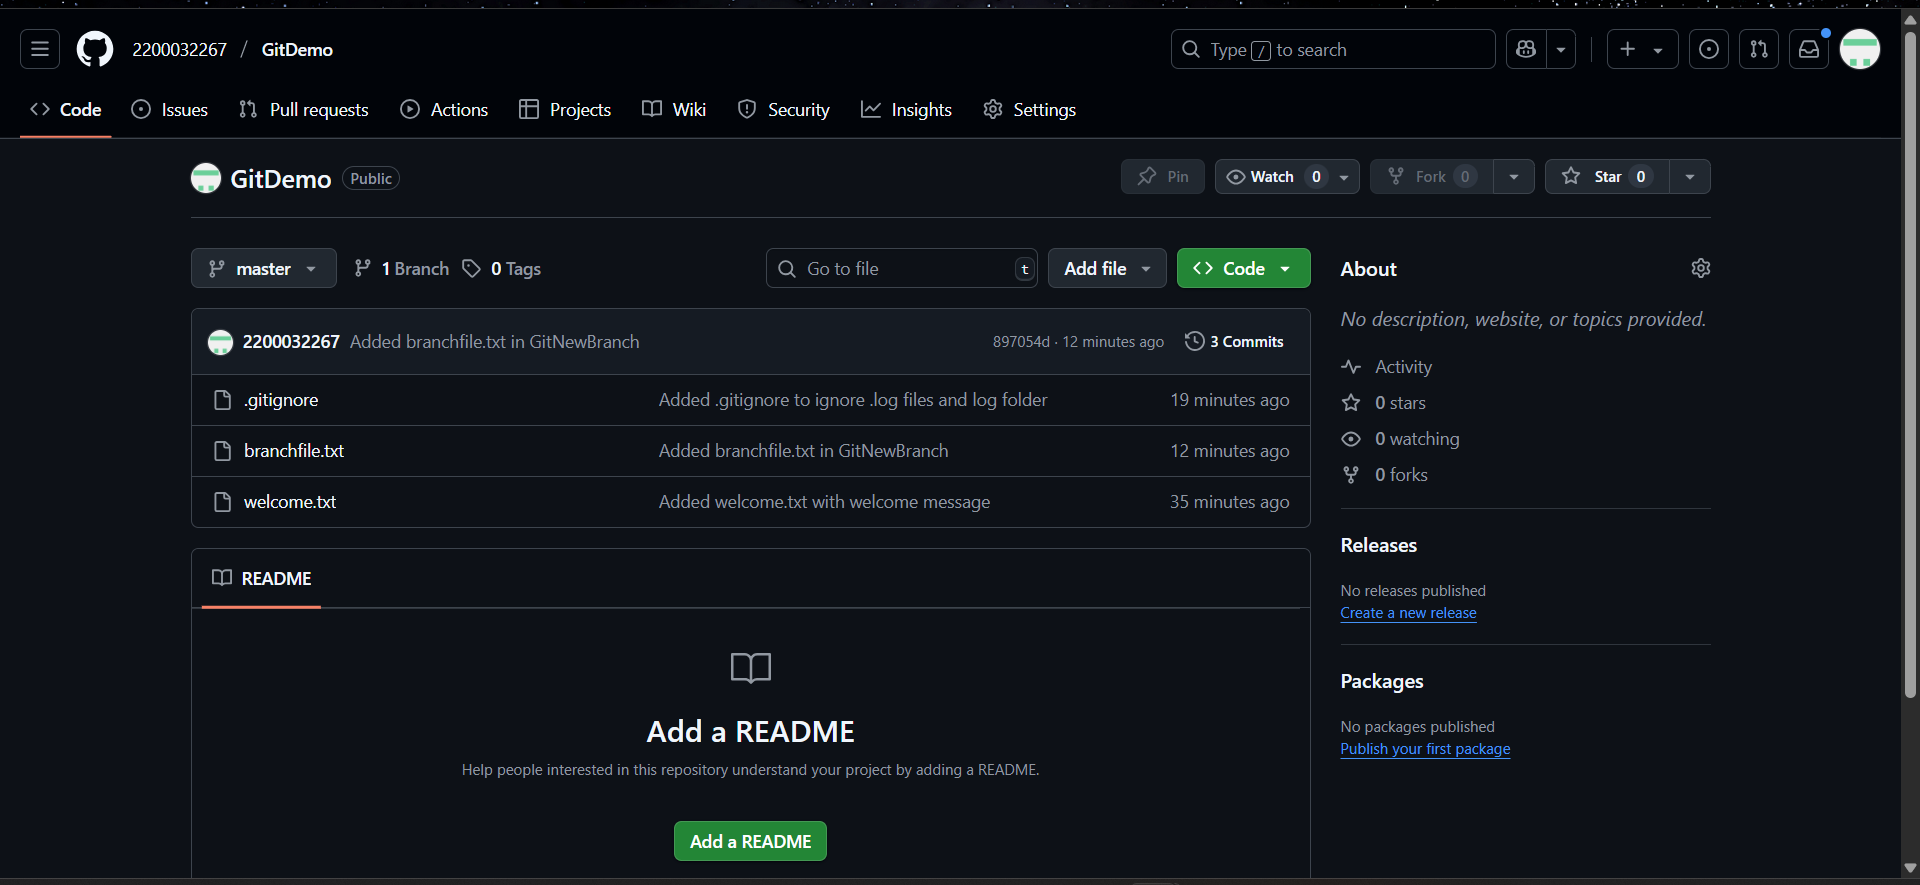 2200032267 / GitDemo
Type / to search
Code Issues Pull requests Actions Projects Wiki Security Insights Settings
GitDemo Public
Pin Watch 0 Fork 0 Star 0
master 1 Branch 0 Tags
Go to file t Add file Code
2200032267 Added branchfile.txt in GitNewBranch 897054d · 12 minutes ago 3 Commits
.gitignore Added .gitignore to ignore .log files and log folder 19 minutes ago
branchfile.txt Added branchfile.txt in GitNewBranch 12 minutes ago
welcome.txt Added welcome.txt with welcome message 35 minutes ago
README
Add a README
Help people interested in this repository understand your project by adding a README.
Add a README
About
No description, website, or topics provided.
Activity
0 stars
0 watching
0 forks
Releases
No releases published
Create a new release
Packages
No packages published
Publish your first package